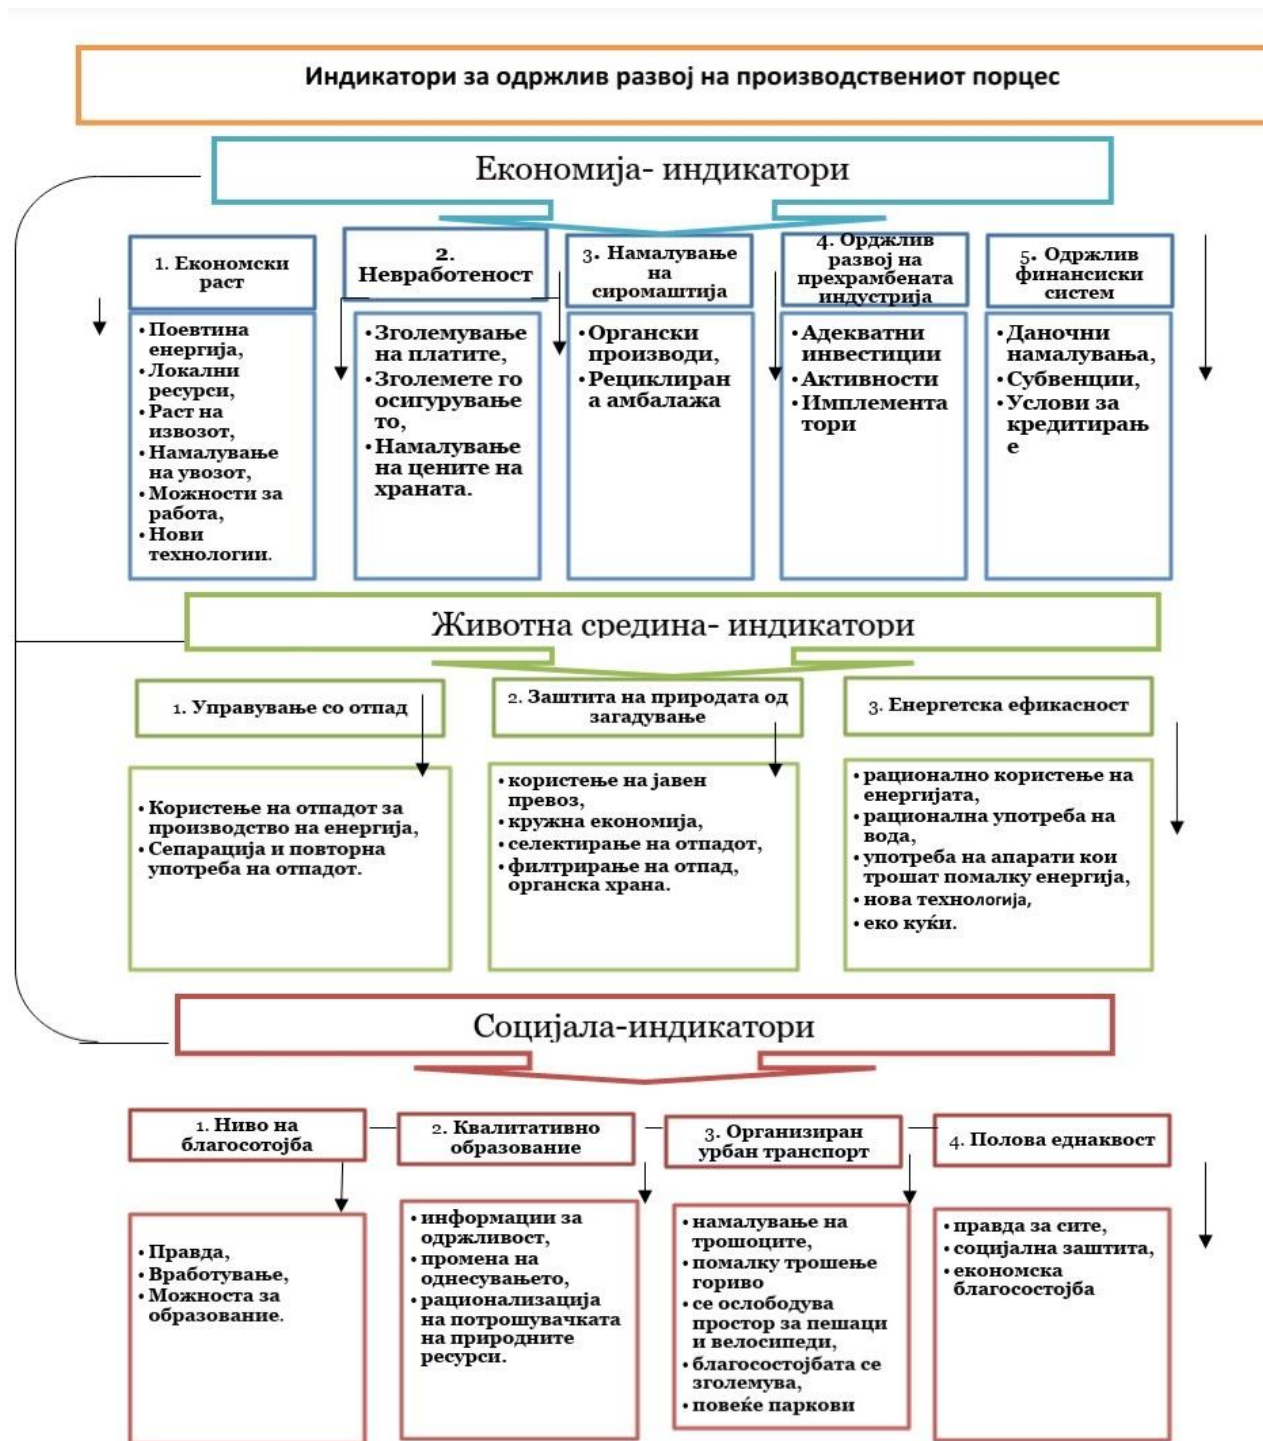 Индикатори за одржлив развој на производствениот порцес
Економија- индикатори
1. Економски
раст
• Поевтина
енергија,
• Локални
ресурси,
• Раст на
извозот,
• Намалување
на увозот,
• Можности за
работа,
• Нови
технологии.
2.
Невработеност
• Зголемување
на платите,
• Зголемете го
осигурување
то,
• Намалување
на цените на
храната.
3. Намалување
на
сиромаштија
• Органски
производи,
• Рециклиран
а амбалажа
4. Орджлив
развој на
прехрамбената
индустрија
• Адекватни
инвестиции
• Активности
• Имплемента
тори
5. Одржлив
финансиски
систем
• Даночни
намалувања,
• Субвенции,
• Услови за
кредитирањ
е
Животна средина- индикатори
1. Управување со отпад
• Користење на отпадот за
производство на енергија,
• Сепарација и повторна
употреба на отпадот.
2. Заштита на природата од
загадување
• користење на јавен
превоз,
• кружна економија,
• селектирање на отпадот,
• филтрирање на отпад,
органска храна.
3. Енергетска ефикасност
• рационално користење на
енергијата,
• рационална употреба на
вода,
• употреба на апарати кои
трошат помалку енергија,
• нова технологија,
• еко куќи.
Социјала-индикатори
1. Ниво на
благосотојба
• Правда,
• Вработување,
• Можноста за
образование.
2. Квалитативно
образование
• информации за
одржливост,
• промена на
однесувањето,
• рационализација
на потрошувачката
на природните
ресурси.
3. Организиран
урбан транспорт
• намалување на
трошоците,
• помалку трошење
гориво
• се ослободува
простор за пешаци
и велосипеди,
• благосостојбата се
зголемува,
• повеќе паркови
4. Полова еднаквост
• правда за сите,
• социјална заштита,
• економска
благосостојба